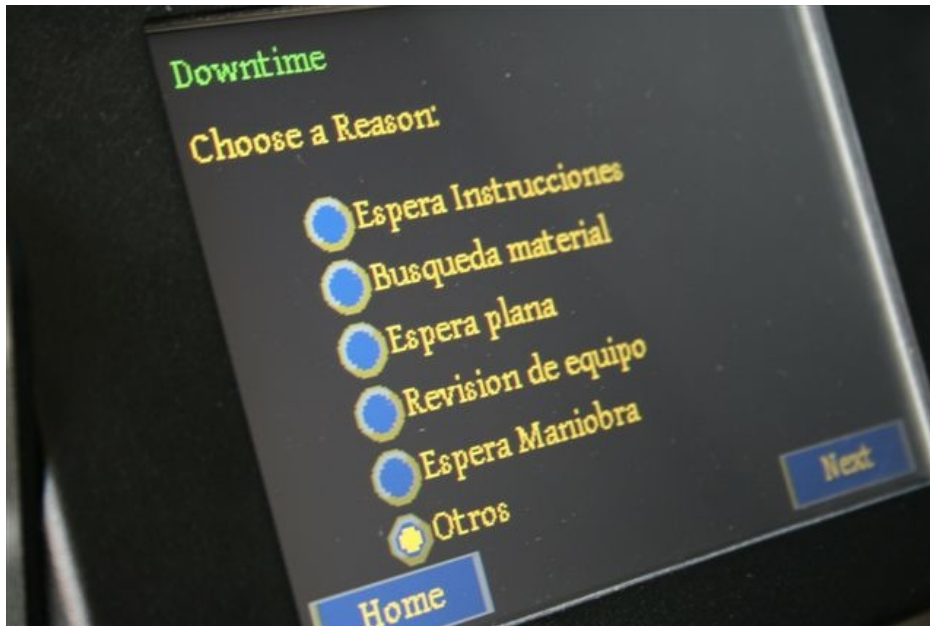 Downtime
Choose a Reason:
Espera Instrucciones
Busqueda material
Espera plana
Revision de equipo
Espera Maniobra
Otros
Next
Home